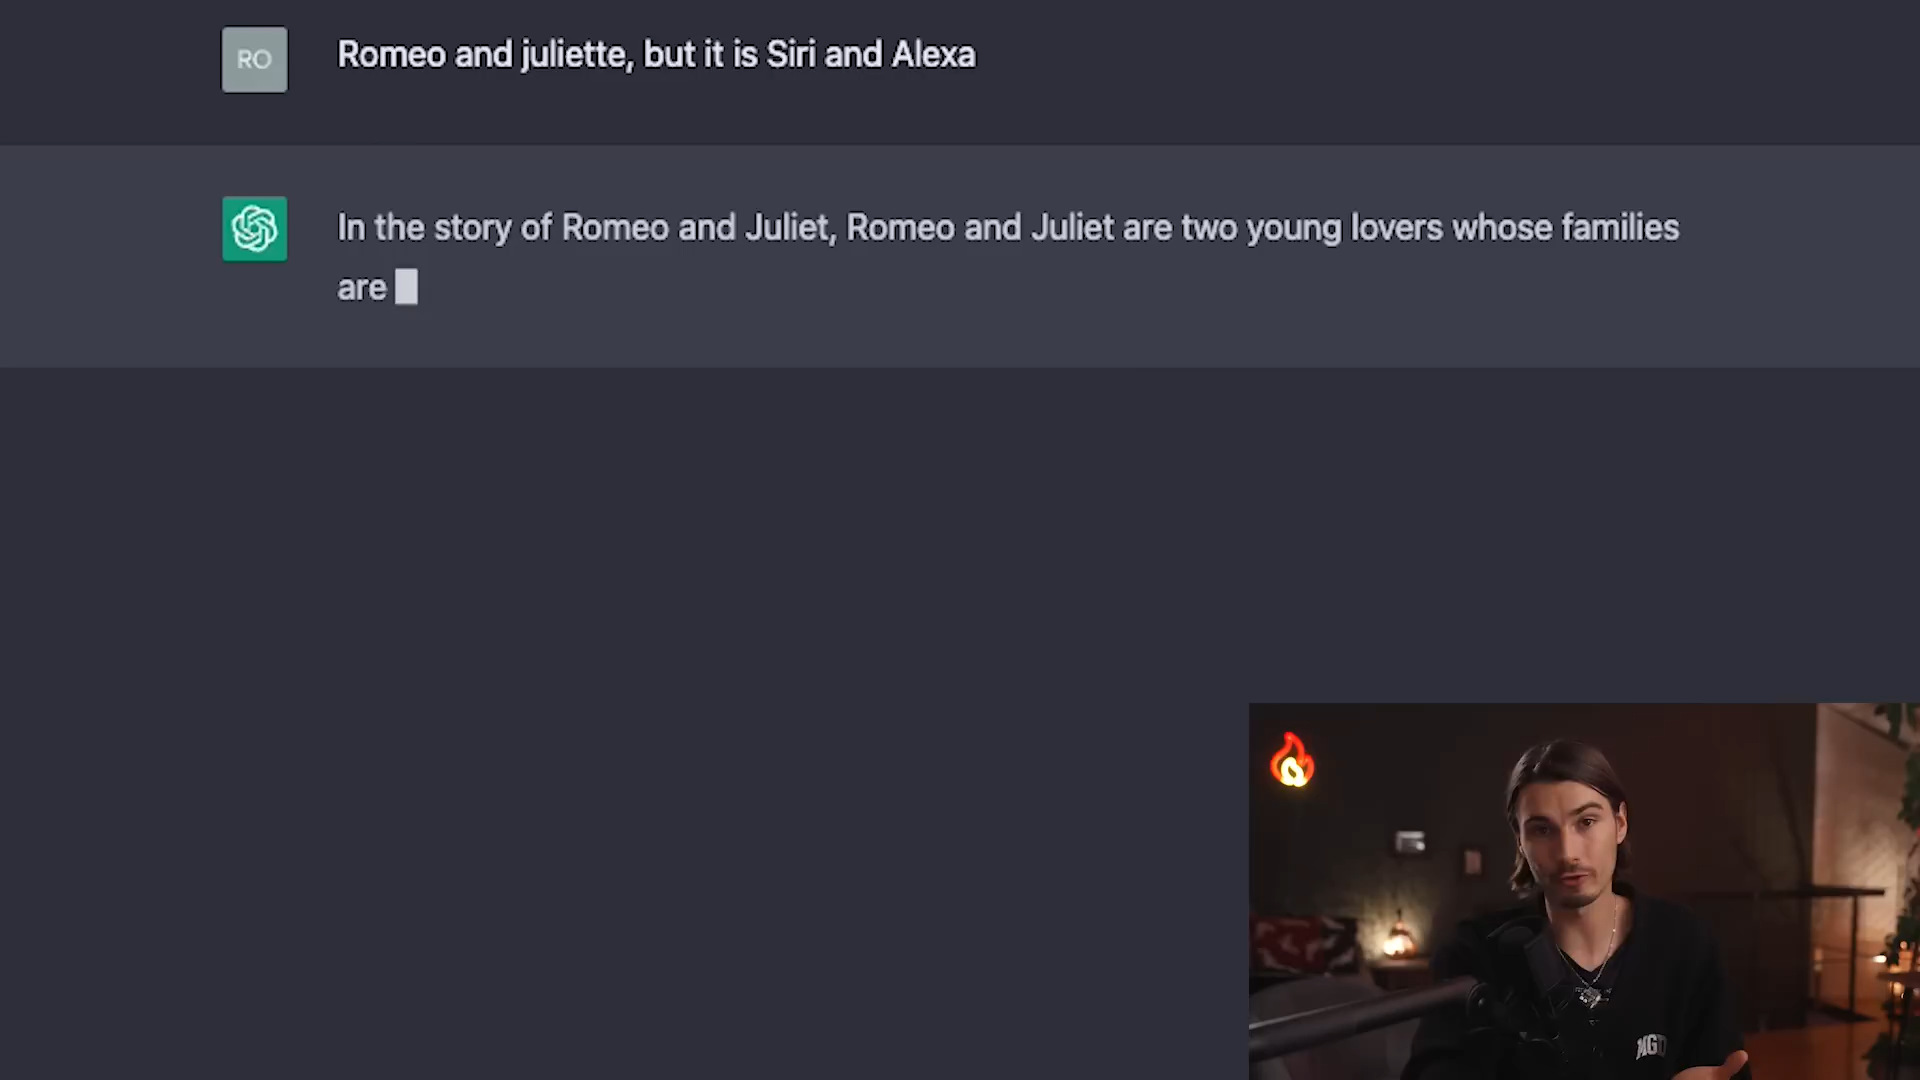 RO
Romeo and juliette, but it is Siri and Alexa
In the story of Romeo and Juliet, Romeo and Juliet are two young lovers whose families
are